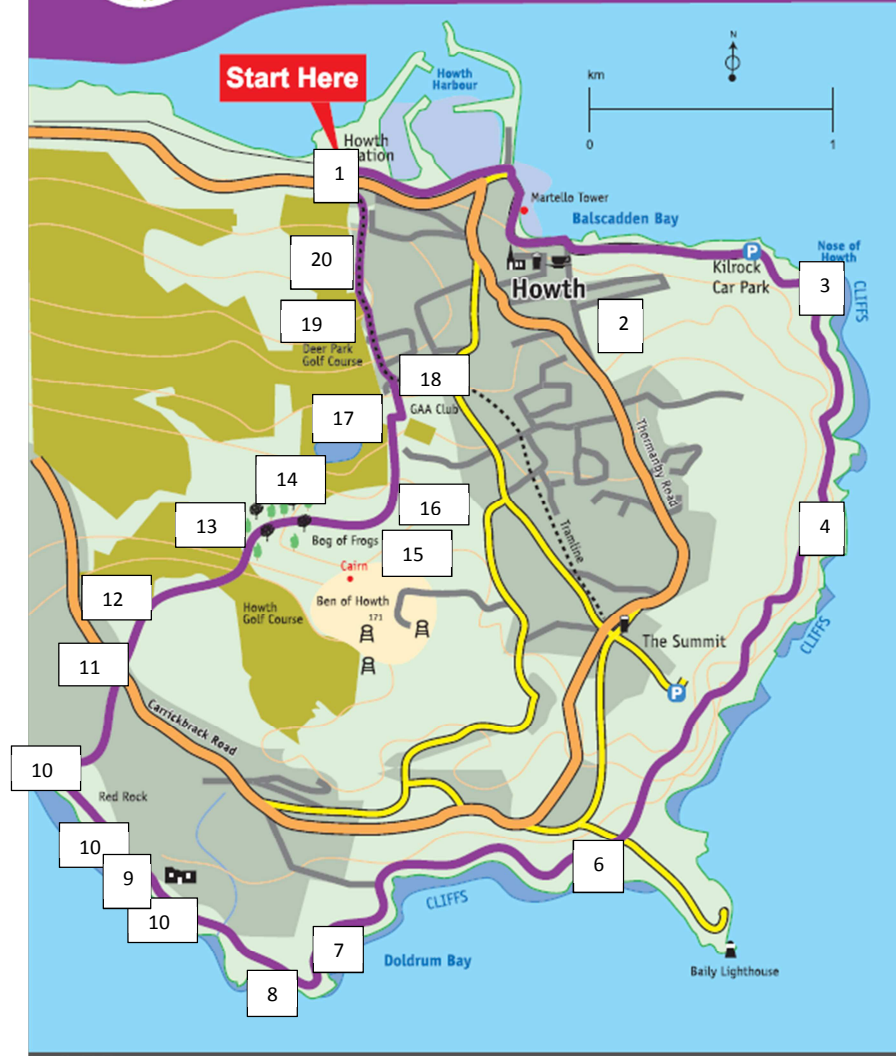 N
Howth
Harbour
km
Start Here
0
1
Howth
ation
1
Martello Tower
Balscadden Bay
P
Nose of
Howth
20
Kilrock
Car Park
3
CLIFFS
Howth
2
19
Deer Park
Golf Course
18
17
GAA Club
Thormanby Road
14
16
13
4
Tramline
Bog of Frogs
15
Cairn
12
Ben of Howth
171
Howth
Golf Course
CLIFFS
The Summit
11
P
Carrickbrack Road
10
Red Rock
10
6
9
CLIFFS
10
7
Doldrum Bay
Baily Lighthouse
8